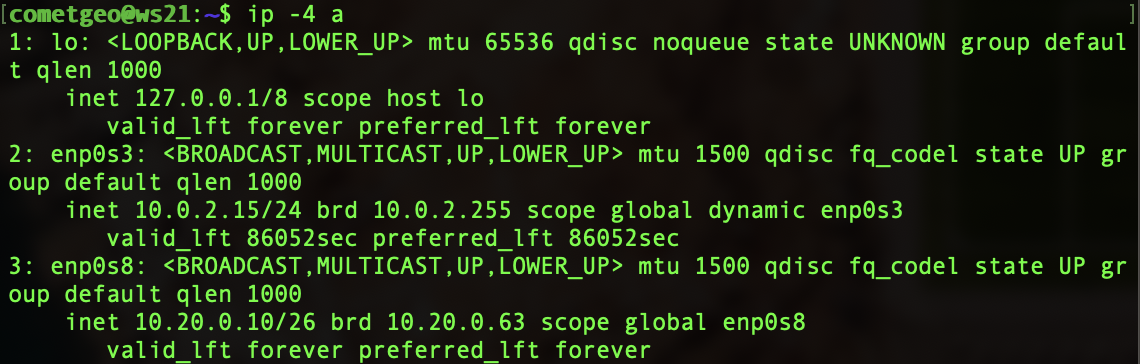 [cometgeo@ws21:~$ ip -4 a ]
1: lo: <LOOPBACK,UP,LOWER_UP> mtu 65536 qdisc noqueue state UNKNOWN group defaul
t qlen 1000
    inet 127.0.0.1/8 scope host lo
       valid_lft forever preferred_lft forever
2: enp0s3: <BROADCAST,MULTICAST,UP,LOWER_UP> mtu 1500 qdisc fq_codel state UP gr
oup default qlen 1000
    inet 10.0.2.15/24 brd 10.0.2.255 scope global dynamic enp0s3
       valid_lft 86052sec preferred_lft 86052sec
3: enp0s8: <BROADCAST,MULTICAST,UP,LOWER_UP> mtu 1500 qdisc fq_codel state UP gr
oup default qlen 1000
    inet 10.20.0.10/26 brd 10.20.0.63 scope global enp0s8
       valid_lft forever preferred_lft forever